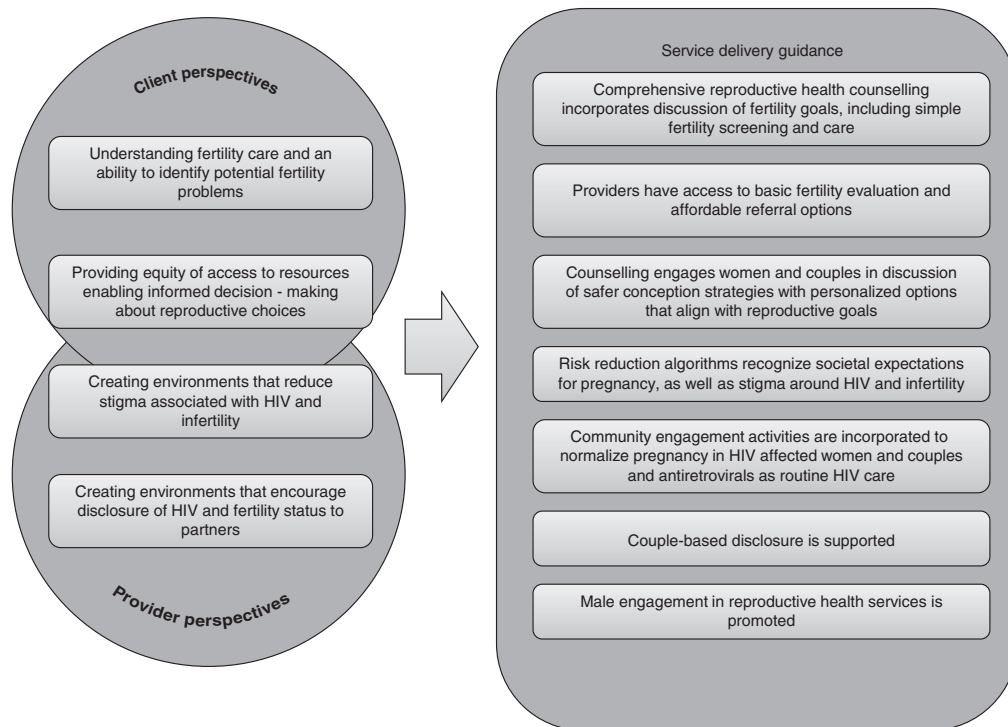 Client perspectives
Understanding fertility care and an
ability to identify potential fertility
problems
Providing equity of access to resources
enabling informed decision - making
about reproductive choices
Creating environments that reduce
stigma associated with HIV and
infertility
Creating environments that encourage
disclosure of HIV and fertility status to
partners
Provider perspectives
Service delivery guidance
Comprehensive reproductive health counselling
incorporates discussion of fertility goals, including simple
fertility screening and care
Providers have access to basic fertility evaluation and
affordable referral options
Counselling engages women and couples in discussion
of safer conception strategies with personalized options
that align with reproductive goals
Risk reduction algorithms recognize societal expectations
for pregnancy, as well as stigma around HIV and infertility
Community engagement activities are incorporated to
normalize pregnancy in HIV affected women and couples
and antiretrovirals as routine HIV care
Couple-based disclosure is supported
Male engagement in reproductive health services is
promoted